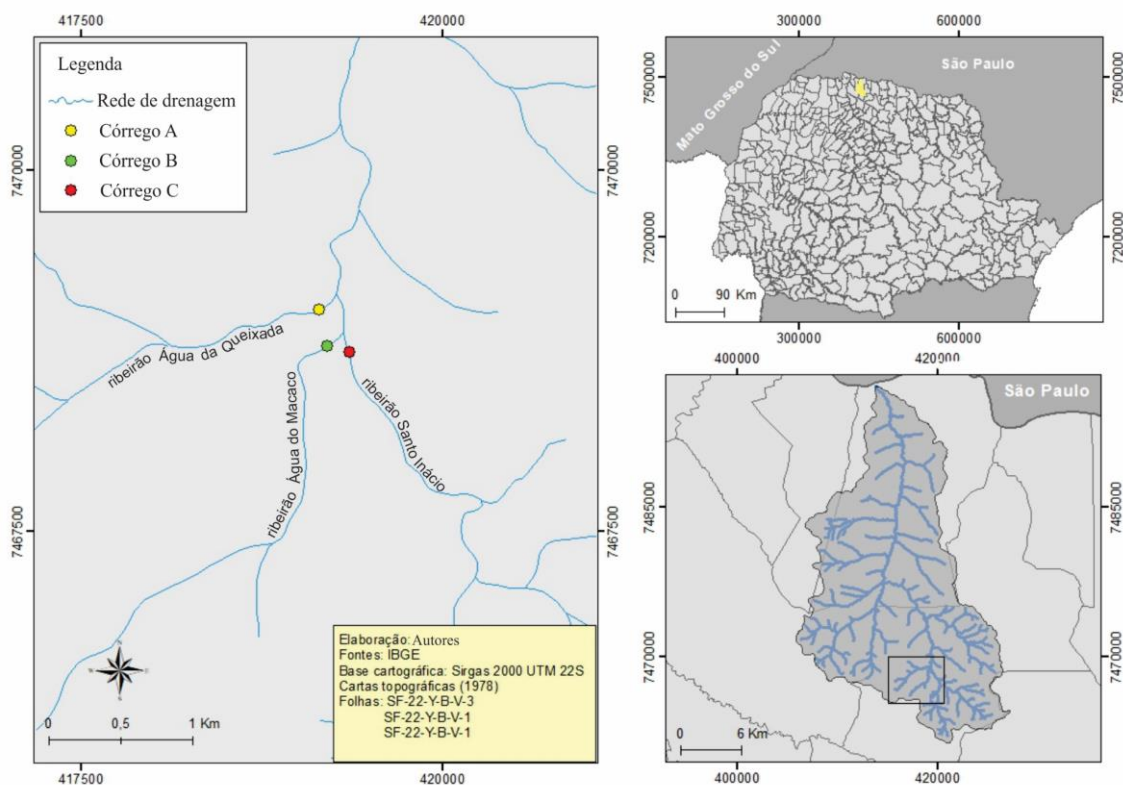 417500
420000
Legenda
Rede de drenagem
Córrego A
Córrego B
Córrego C
7470000
7470000
ribeirão Água da Queixada
ribeirão Água do Macaco
ribeirão Santo Inácio
7467500
7467500
Elaboração: Autores
Fontes: IBGE
Base cartográfica: Sirgas 2000 UTM 22S
Cartas topográficas (1978)
Folhas: SF-22-Y-B-V-3
SF-22-Y-B-V-1
SF-22-Y-B-V-1
0 0,5 1 Km
417500
420000
300000
600000
Mato Grosso do Sul
São Paulo
7500000
7500000
7200000
7200000
0 90 Km
300000
600000
400000
420000
São Paulo
7485000
7485000
7470000
7470000
0 6 Km
400000
420000